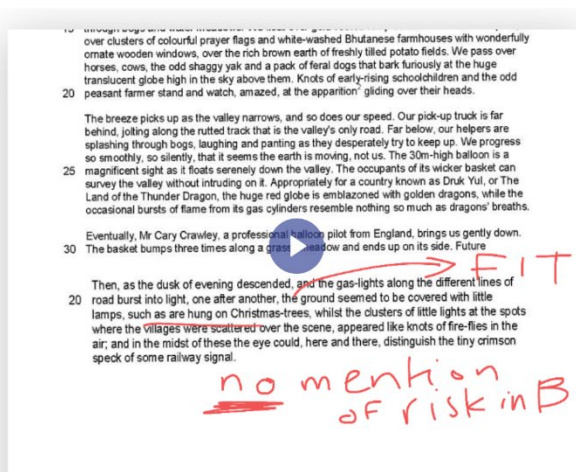 over clusters of colourful prayer flags and white-washed Bhutanese farmhouses with wonderfully
ornate wooden windows, over the rich brown earth of freshly tilled potato fields. We pass over
horses, cows, the odd shaggy yak and a pack of feral dogs that bark furiously at the huge
translucent globe high in the sky above them. Knots of early-rising schoolchildren and the odd
20 peasant farmer stand and watch, amazed, at the apparition² gliding over their heads.
The breeze picks up as the valley narrows, and so does our speed. Our pick-up truck is far
behind, jolting along the rutted track that is the valley's only road. Far below, our helpers are
splashing through bogs, laughing and panting as they desperately try to keep up. We progress
so smoothly, so silently, that it seems the earth is moving, not us. The 30m-high balloon is a
25 magnificent sight as it floats serenely down the valley. The occupants of its wicker basket can
survey the valley without intruding on it. Appropriately for a country known as Druk Yul, or The
Land of the Thunder Dragon, the huge red globe is emblazoned with golden dragons, while the
occasional bursts of flame from its gas cylinders resemble nothing so much as dragons' breaths.
Eventually, Mr Cary Crawley, a professional balloon pilot from England, brings us gently down.
30 The basket bumps three times along a meadow and ends up on its side. Future
FIT
Then, as the dusk of evening descended, and the gas-lights along the different lines of
20 road burst into light, one after another, the ground seemed to be covered with little
lamps, such as are hung on Christmas-trees, whilst the clusters of little lights at the spots
where the villages were scattered over the scene, appeared like knots of fire-flies in the
air; and in the midst of these the eye could, here and there, distinguish the tiny crimson
speck of some railway signal.
no mention
of risk in B